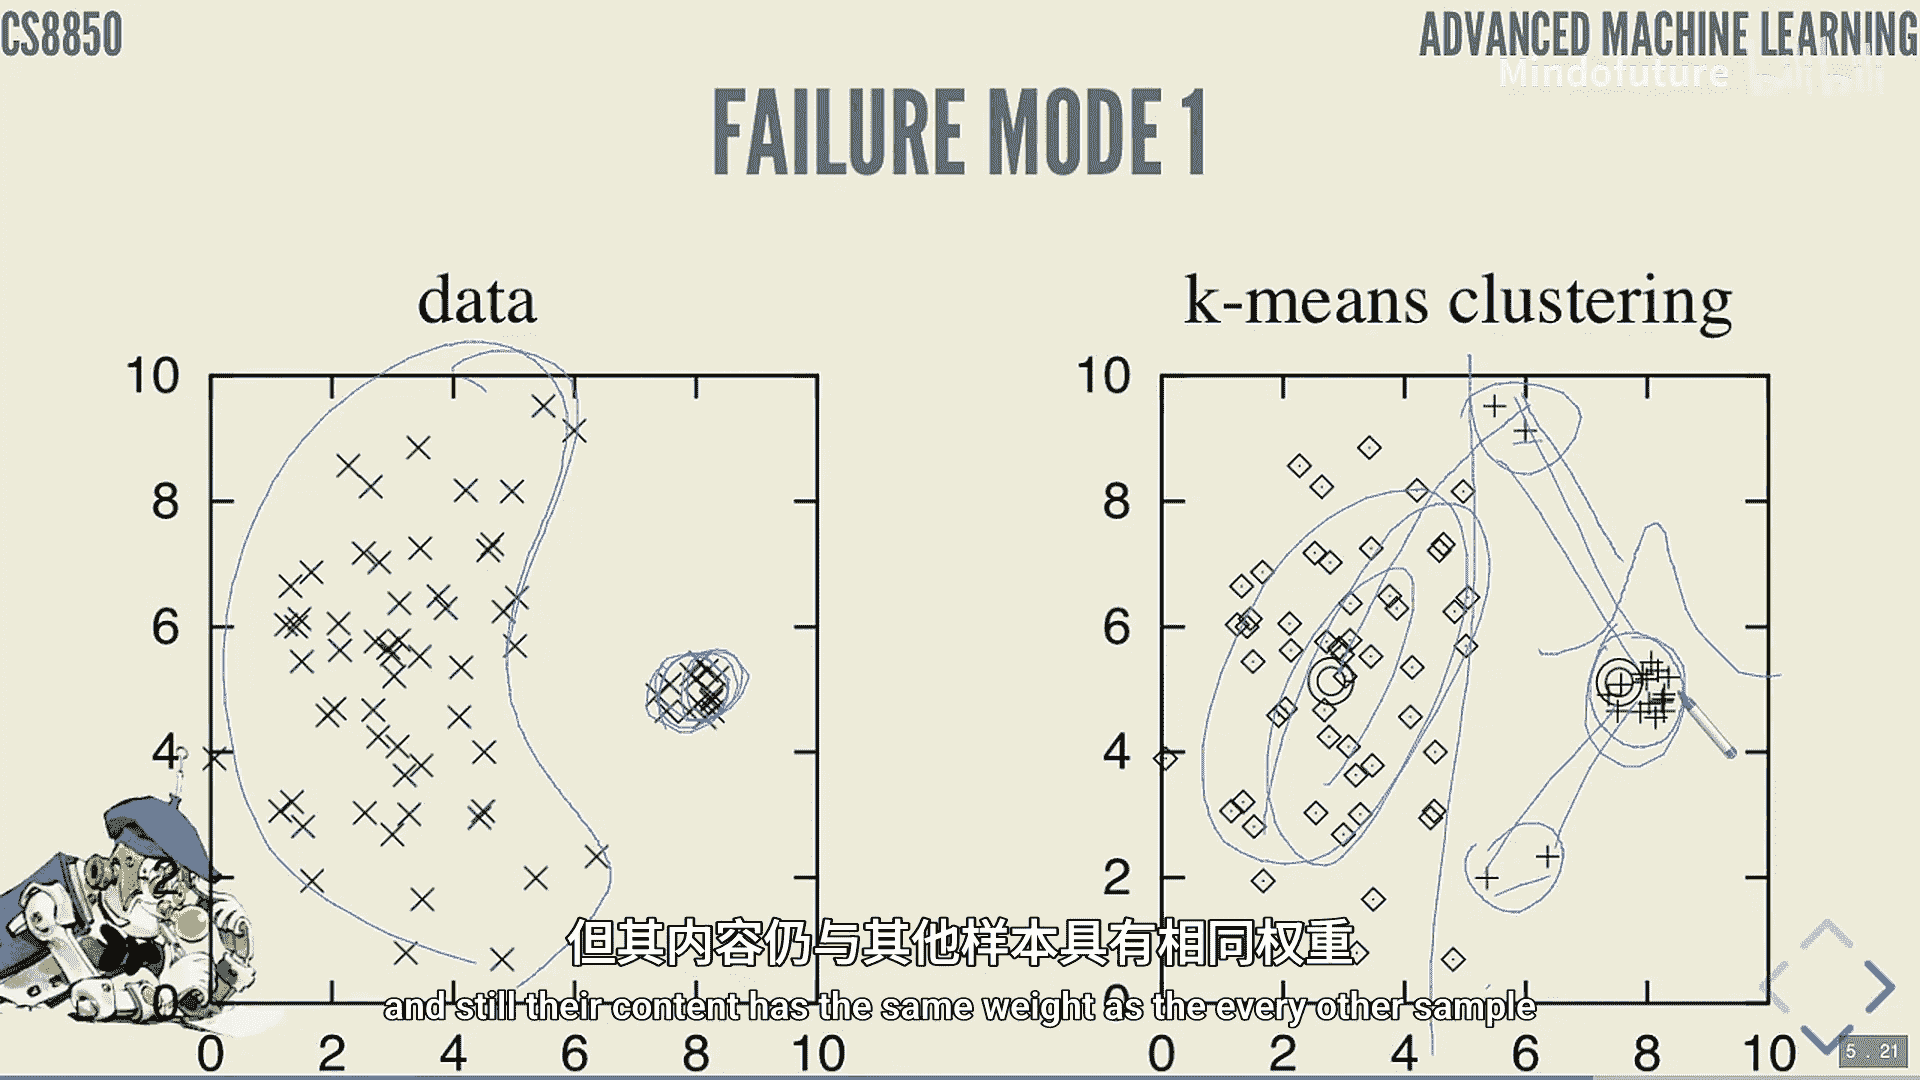 CS8850
ADVANCED MACHINE LEARNING
Mindofuture
FAILURE MODE 1
data
k-means clustering
10
8
6
4
2
0
0 2 4 6 8 10
10
8
6
4
2
0
0 2 4 6 8 10
但其内容仍与其他样本具有相同权重
and still their content has the same weight as the every other sample
5 . 21